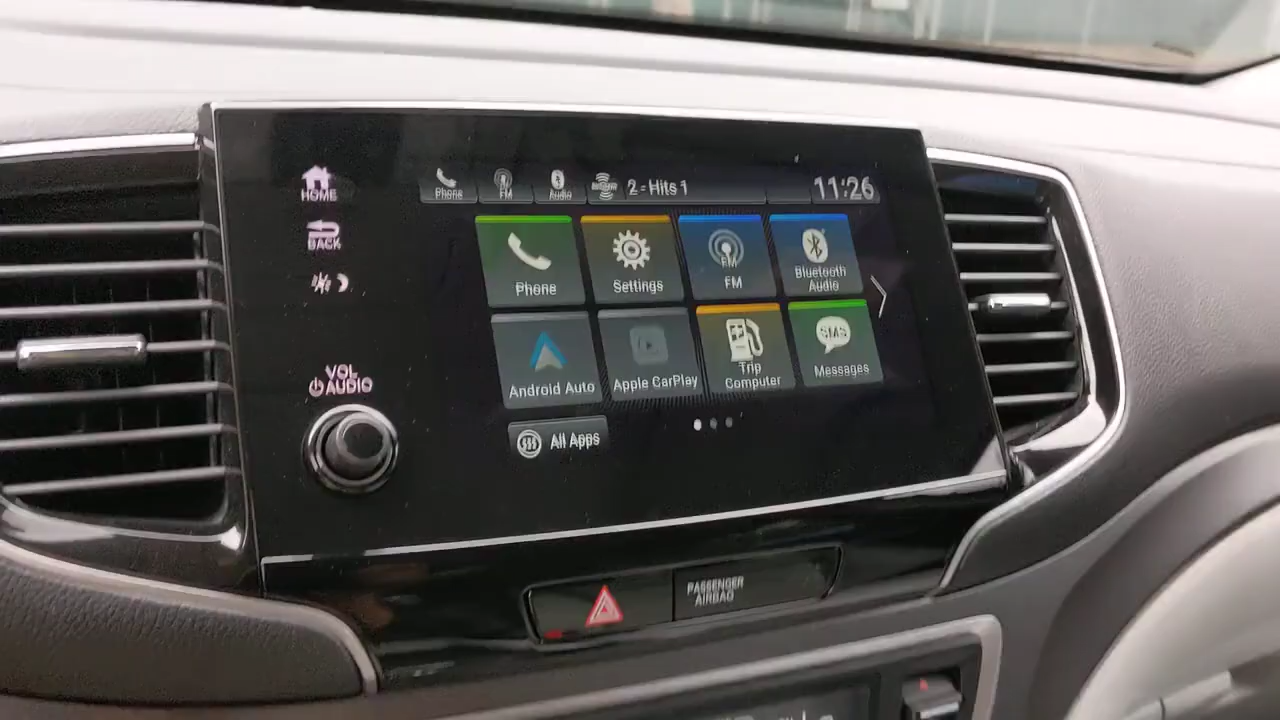 HOME
BACK
VOL
AUDIO
Phone
FM
Audio
2 - Hits 1
11:26
Phone
Settings
FM
FM
Bluetooth
Audio
Android Auto
Apple CarPlay
Trip
Computer
SMS
Messages
All Apps
PASSENGER
AIRBAG